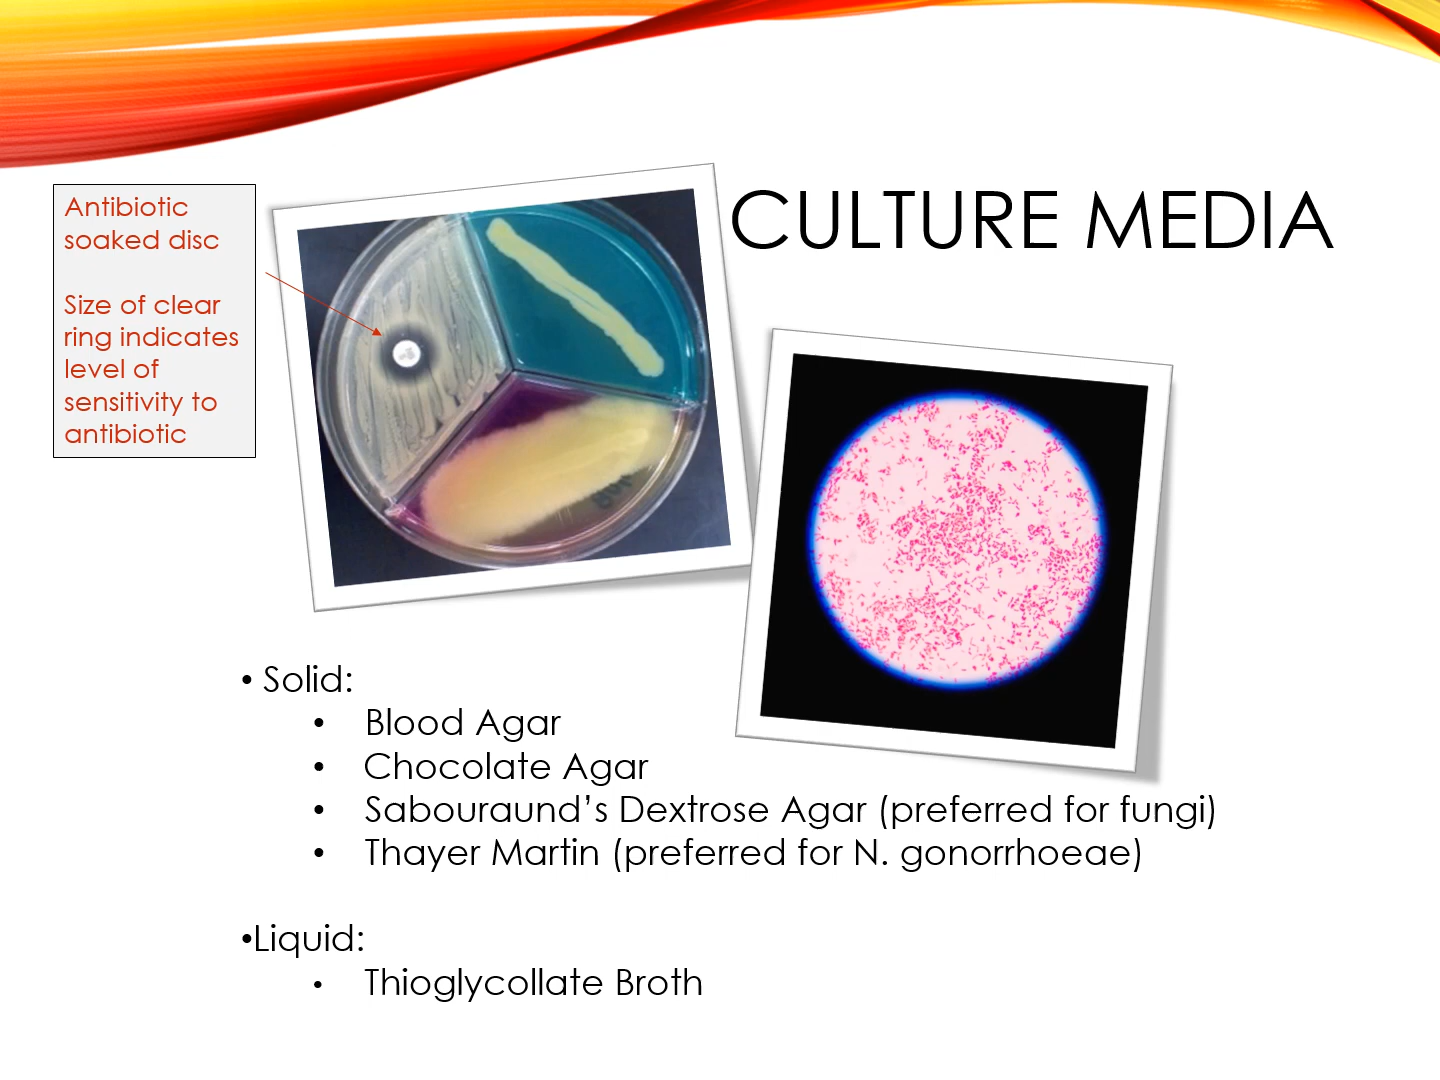 Antibiotic
soaked disc
Size of clear
ring indicates
level of
sensitivity to
antibiotic
CULTURE MEDIA
• Solid:
• Blood Agar
• Chocolate Agar
• Sabouraund’s Dextrose Agar (preferred for fungi)
• Thayer Martin (preferred for N. gonorrhoeae)
•Liquid:
• Thioglycollate Broth